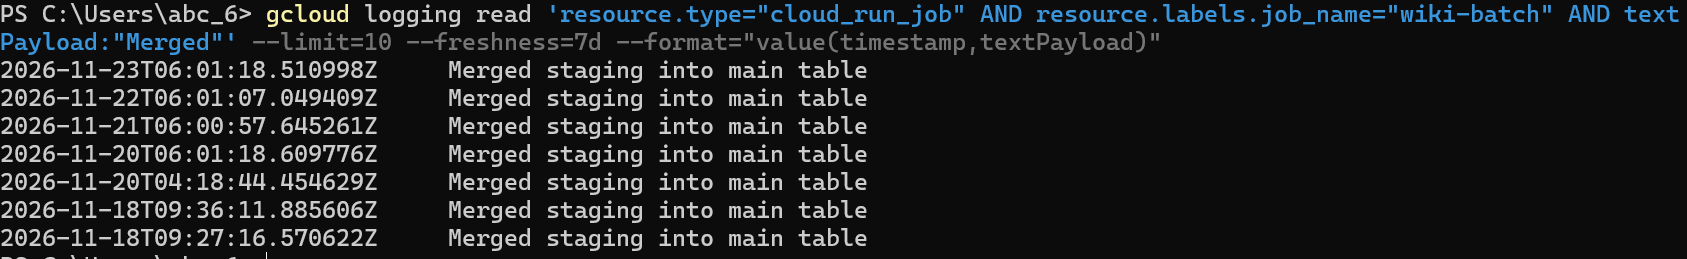 PS C:\Users\abc_6> gcloud logging read 'resource.type="cloud_run_job" AND resource.labels.job_name="wiki-batch" AND text
Payload:"Merged"' --limit=10 --freshness=7d --format="value(timestamp,textPayload)"
2026-11-23T06:01:18.510998Z     Merged staging into main table
2026-11-22T06:01:07.049409Z     Merged staging into main table
2026-11-21T06:00:57.645261Z     Merged staging into main table
2026-11-20T06:01:18.609776Z     Merged staging into main table
2026-11-20T04:18:44.454629Z     Merged staging into main table
2026-11-18T09:36:11.885606Z     Merged staging into main table
2026-11-18T09:27:16.570622Z     Merged staging into main table